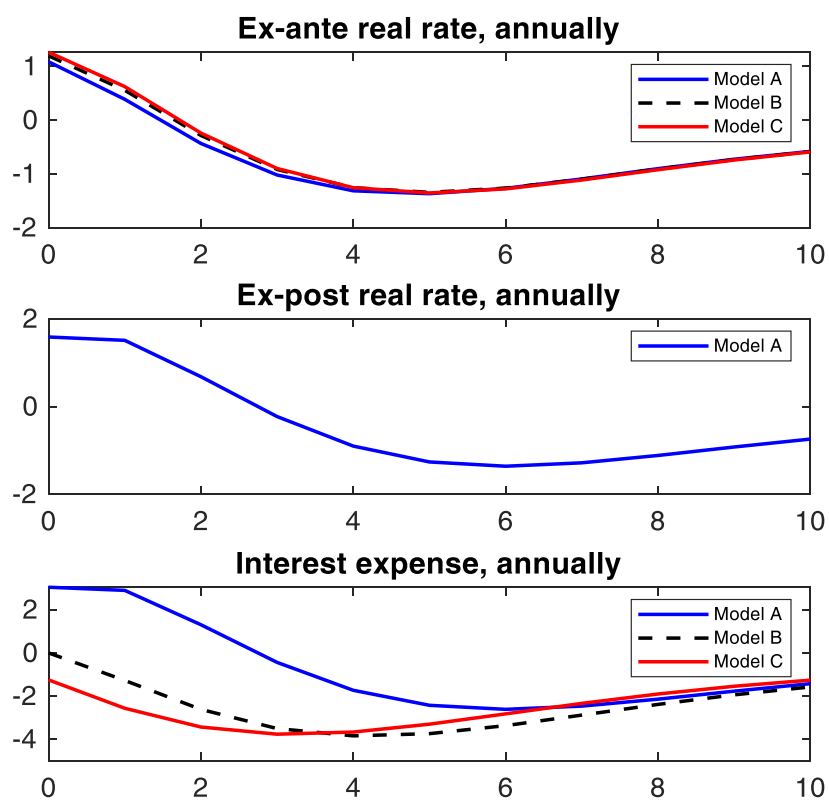 Ex-ante real rate, annually
1
0
-1
-2
Model A
Model B
Model C
0 2 4 6 8 10
Ex-post real rate, annually
2
0
-2
Model A
0 2 4 6 8 10
Interest expense, annually
2
0
-2
-4
Model A
Model B
Model C
0 2 4 6 8 10